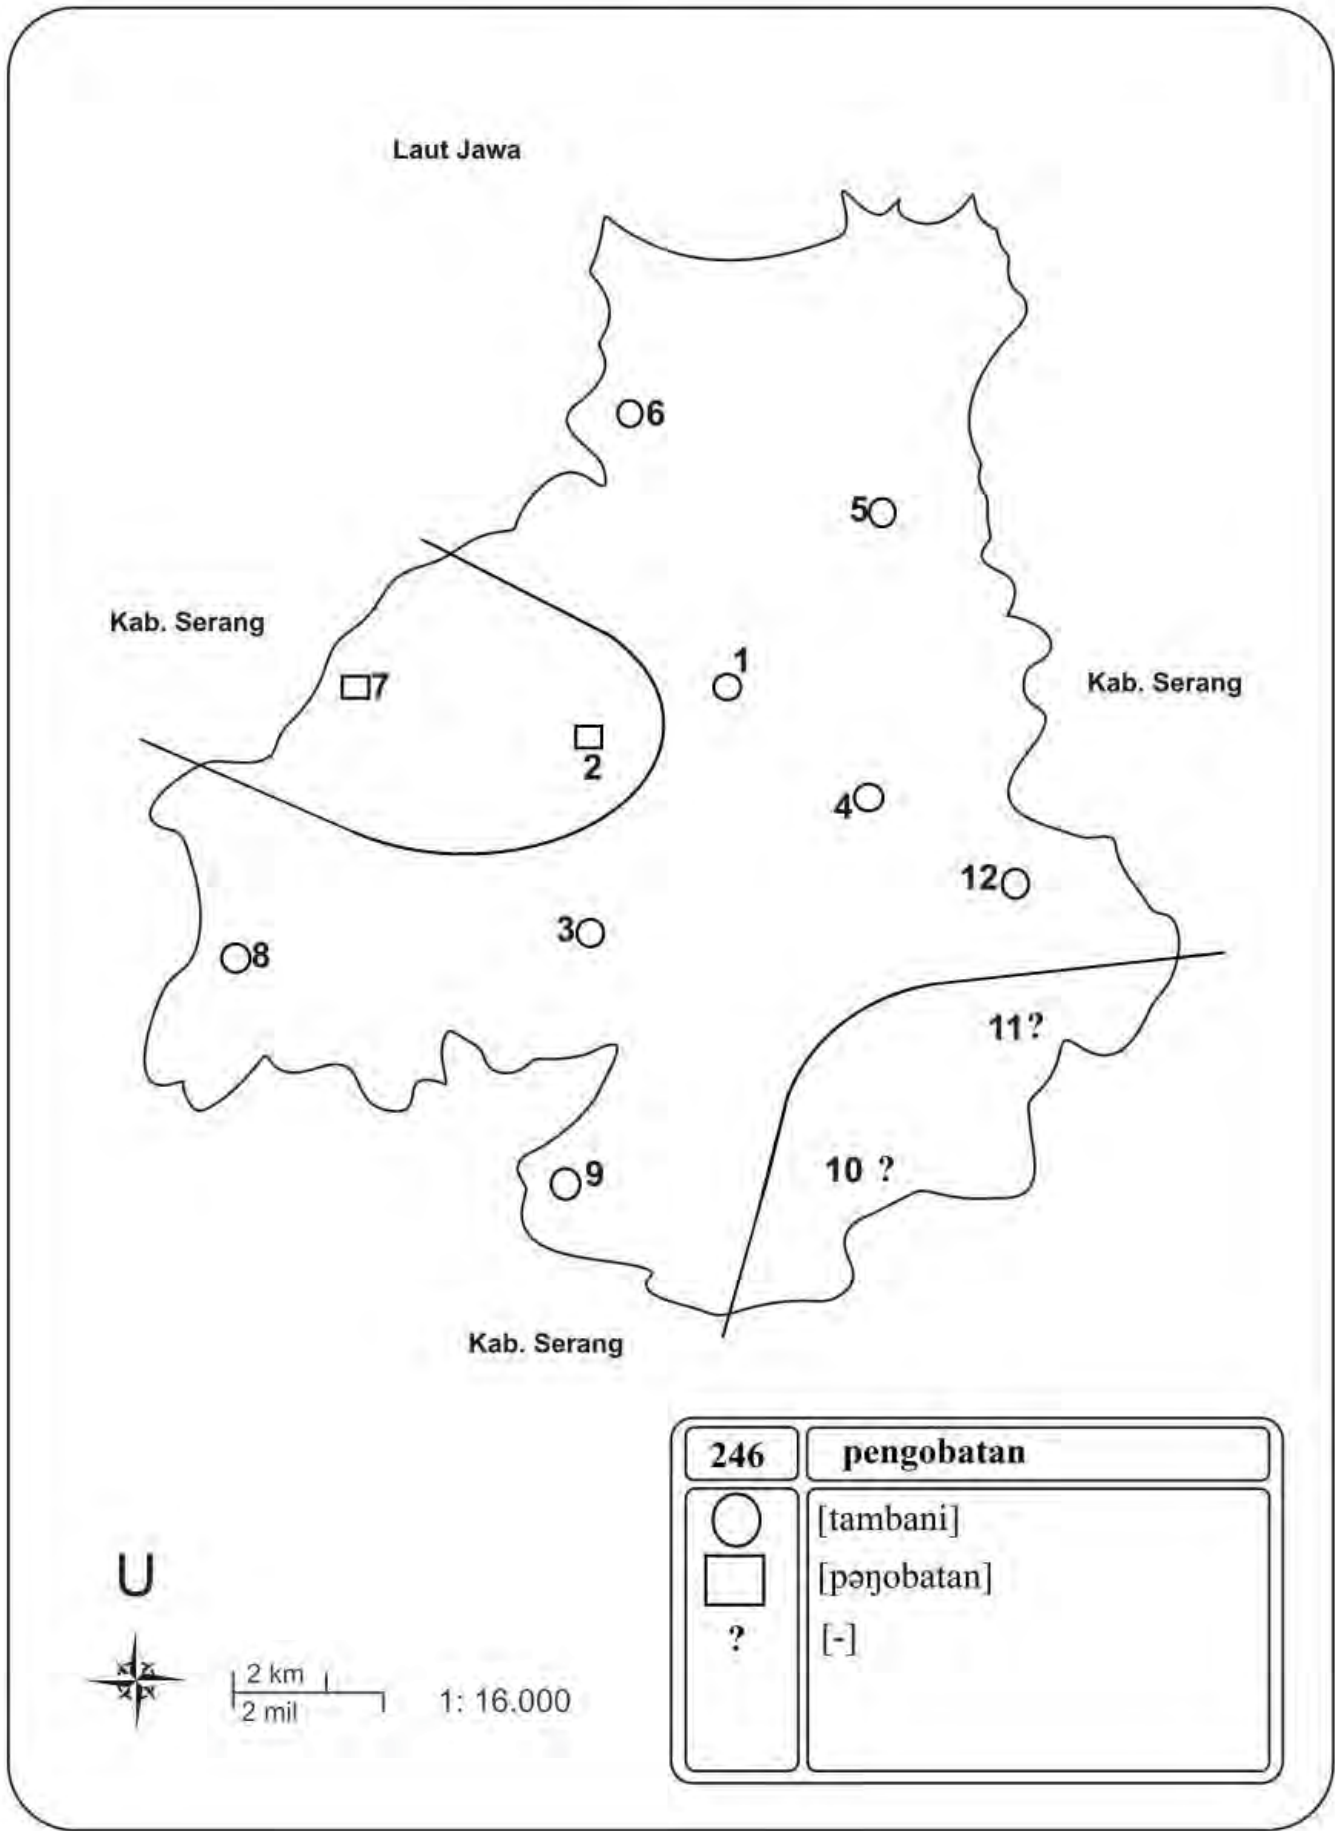 Laut Jawa
6
5
Kab. Serang
1
7
Kab. Serang
2
4
12
3
8
11?
10 ?
9
Kab. Serang
246 pengobatan
[tambani]
[pəŋobatan]
? [-]
U
2 km
2 mil
1: 16.000